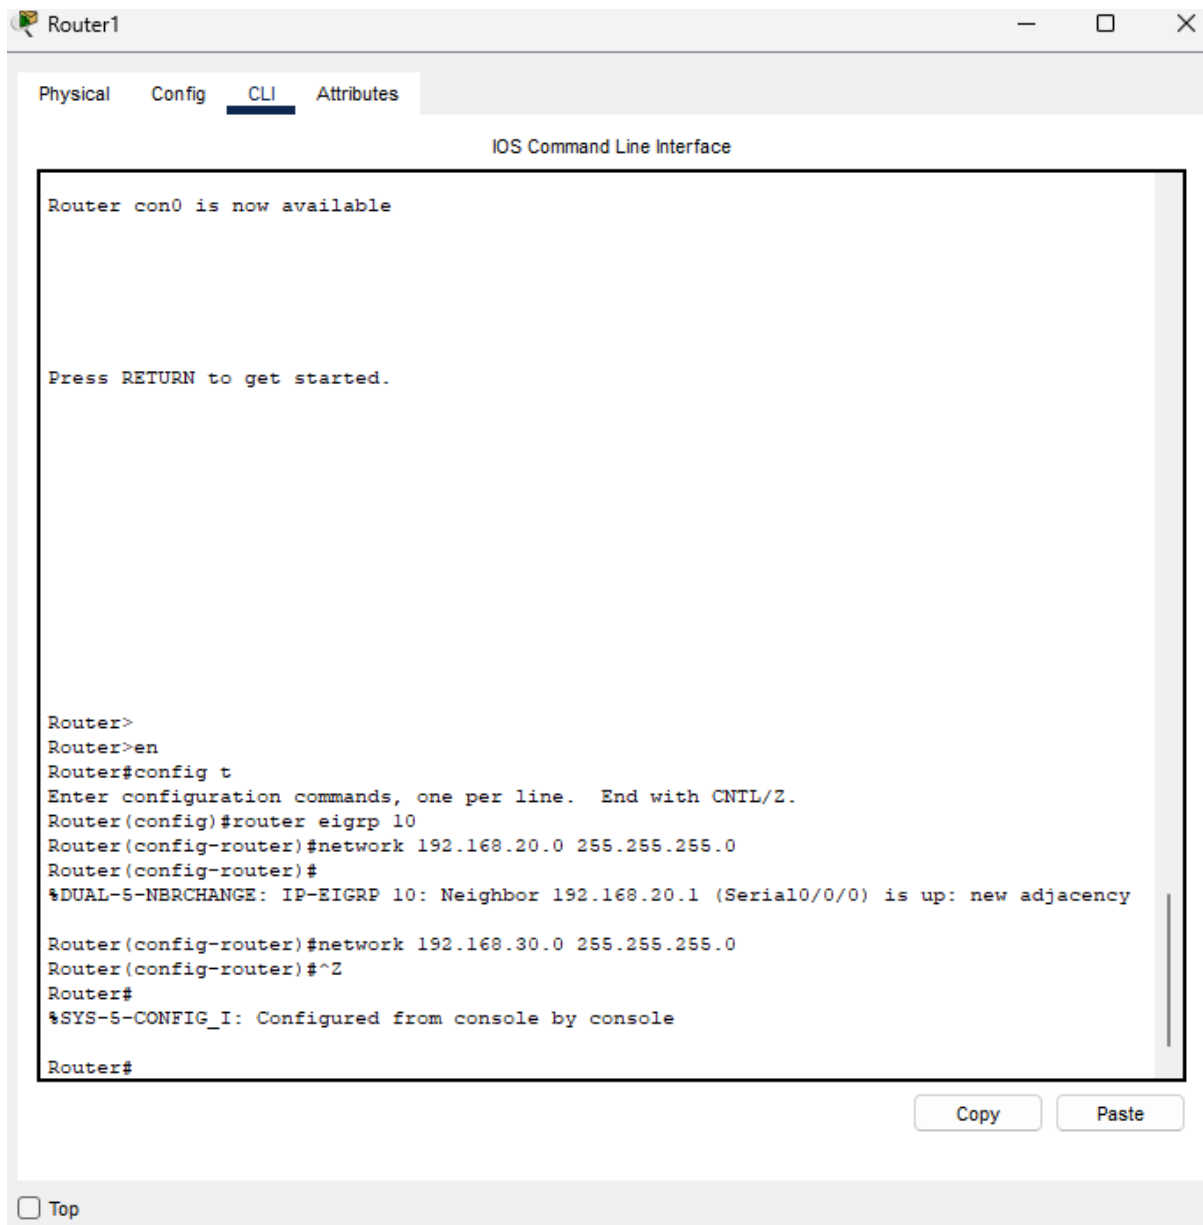 Router1
Physical Config CLI Attributes
IOS Command Line Interface
Router con0 is now available
Press RETURN to get started.
Router>
Router>en
Router#config t
Enter configuration commands, one per line.  End with CNTL/Z.
Router(config)#router eigrp 10
Router(config-router)#network 192.168.20.0 255.255.255.0
Router(config-router)#
%DUAL-5-NBRCHANGE: IP-EIGRP 10: Neighbor 192.168.20.1 (Serial0/0/0) is up: new adjacency
Router(config-router)#network 192.168.30.0 255.255.255.0
Router(config-router)#^Z
Router#
%SYS-5-CONFIG_I: Configured from console by console
Router#
Copy Paste
Top